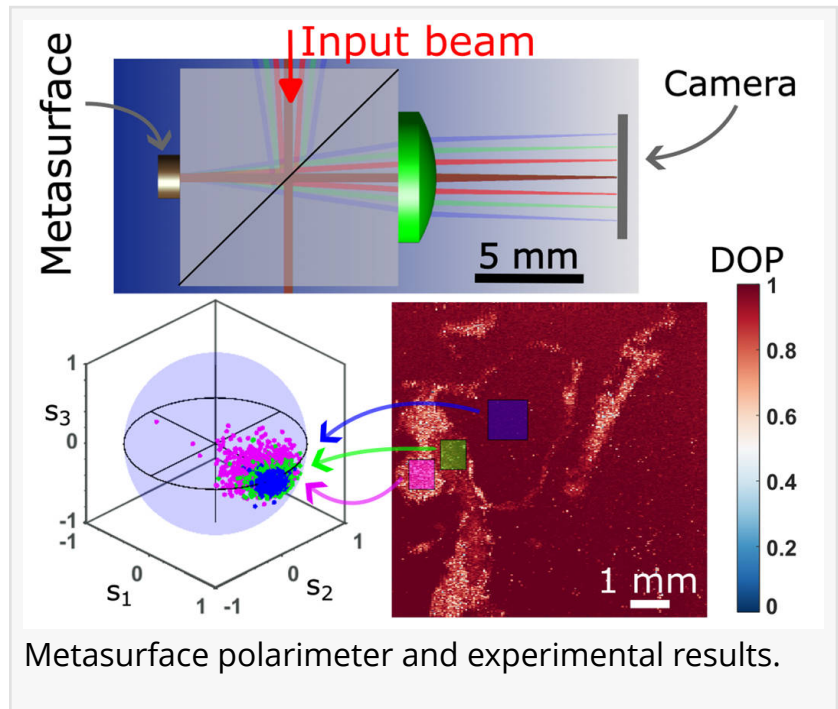 Input beam
Metasurface
Camera
5 mm
DOP
1
0.8
0.6
0.4
0.2
0
1
s3
0
-1
-1
0
s1
1
-1
0
s2
1
1 mm
Metasurface polarimeter and experimental results.